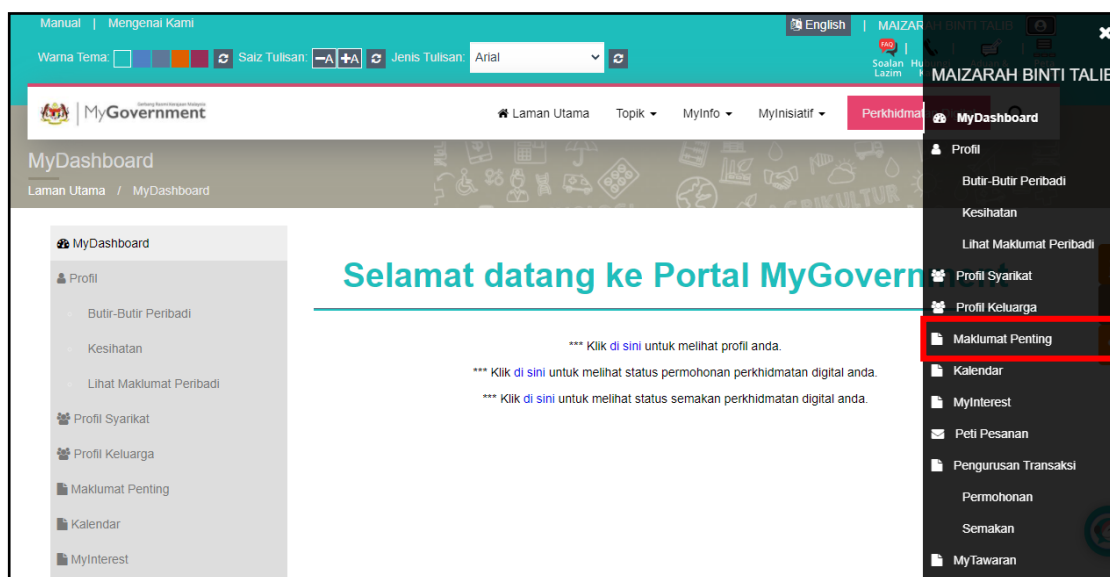 Manual | Mengenai Kami
English | MAIZARAH BINTI TALIB
Warna Tema: Saiz Tulisan: -A +A Jenis Tulisan: Arial
FAQ
Soalan
Lazim
MAIZARAH BINTI TALIB
MyGovernment
Laman Utama Topik MyInfo MyInisiatif Perkhidmat
MyDashboard
Laman Utama / MyDashboard
AGRIKULTUR
MyDashboard
Profil
Butir-Butir Peribadi
Kesihatan
Lihat Maklumat Peribadi
Profil Syarikat
Profil Keluarga
Maklumat Penting
Kalendar
MyInterest
Selamat datang ke Portal MyGovernment
*** Klik di sini untuk melihat profil anda.
*** Klik di sini untuk melihat status permohonan perkhidmatan digital anda.
*** Klik di sini untuk melihat status semakan perkhidmatan digital anda.
MyDashboard
Profil
Butir-Butir Peribadi
Kesihatan
Lihat Maklumat Peribadi
Profil Syarikat
Profil Keluarga
Maklumat Penting
Kalendar
MyInterest
Peti Pesanan
Pengurusan Transaksi
Permohonan
Semakan
MyTawaran